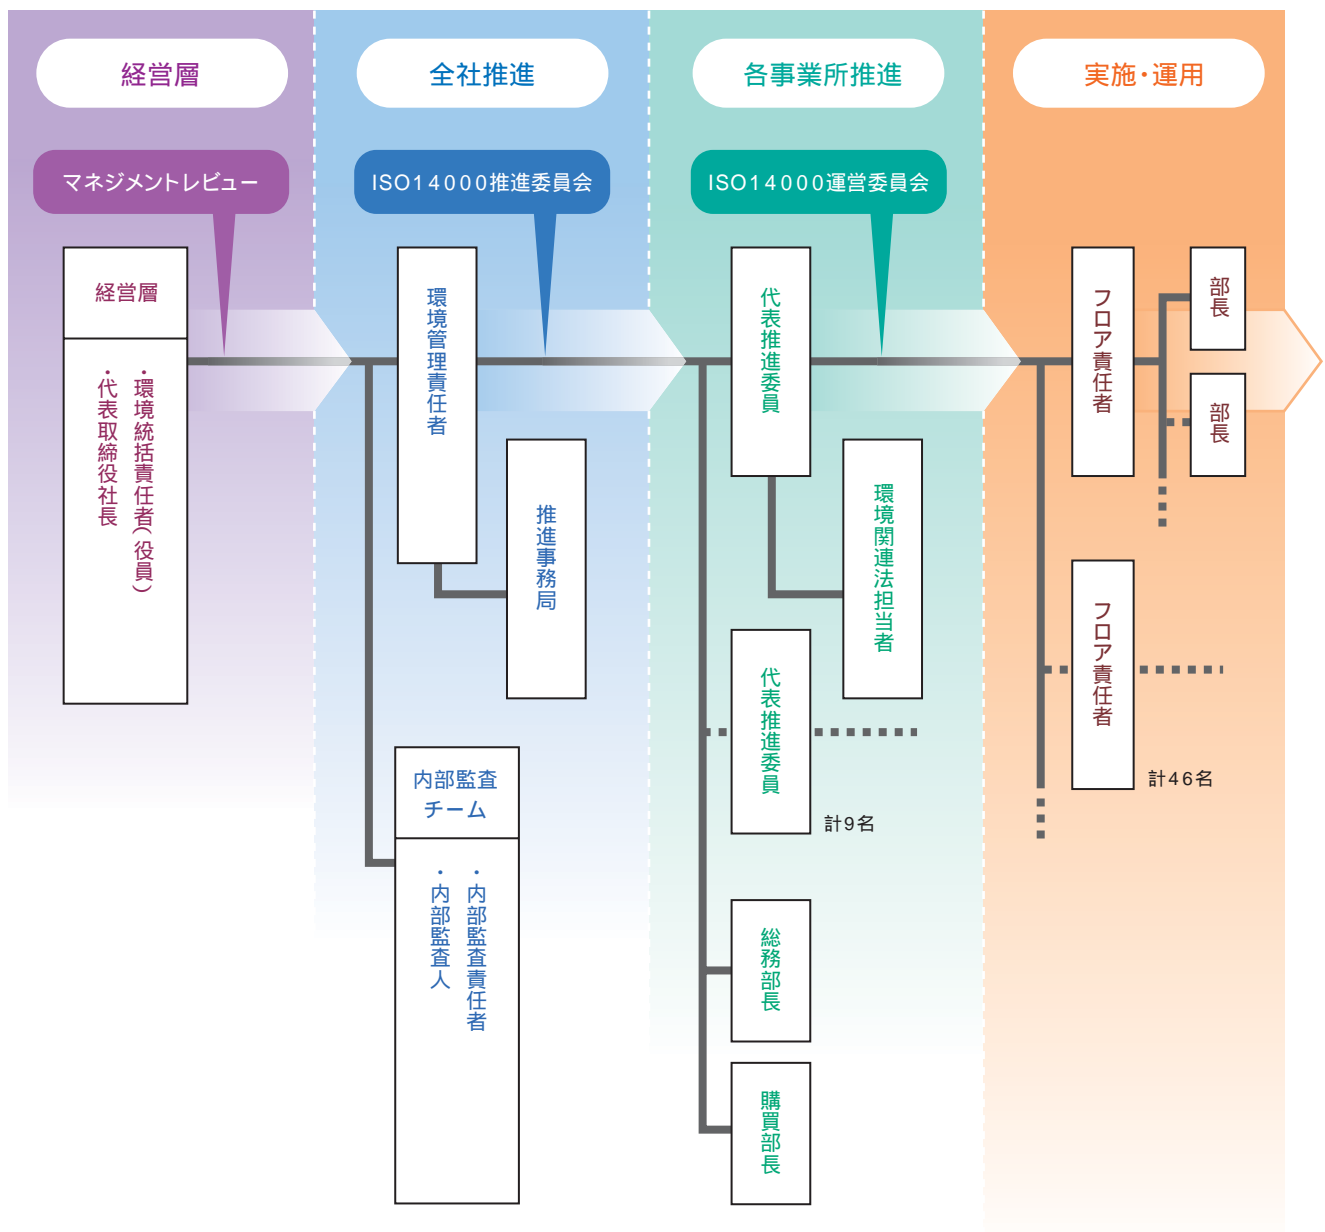 経営層
全社推進
各事業所推進
実施・運用
マネジメントレビュー
ISO14000推進委員会
ISO14000運営委員会
経営層
・環境統括責任者(役員)
・代表取締役社長
環境管理責任者
推進事務局
内部監査
チーム
・内部監査責任者
・内部監査人
代表推進委員
環境関連法担当者
代表推進委員
計9名
総務部長
購買部長
フロア責任者
部長
部長
フロア責任者
計46名